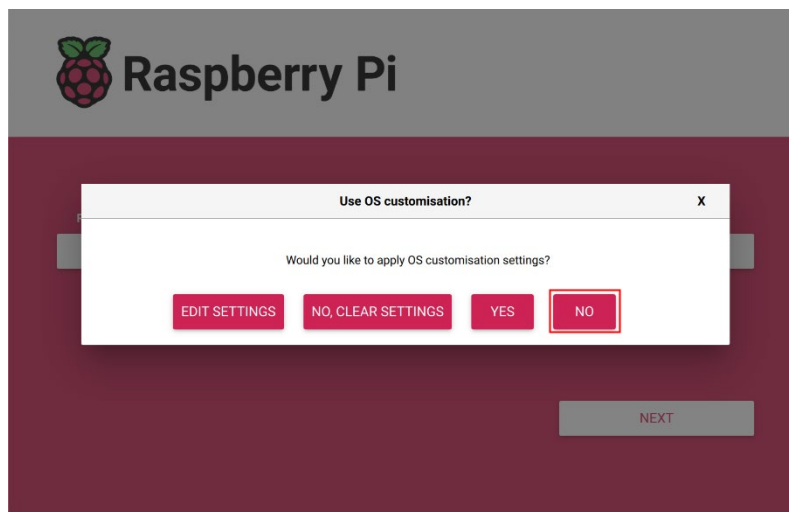 Raspberry Pi
Use OS customisation?
X
Would you like to apply OS customisation settings?
EDIT SETTINGS
NO, CLEAR SETTINGS
YES
NO
NEXT